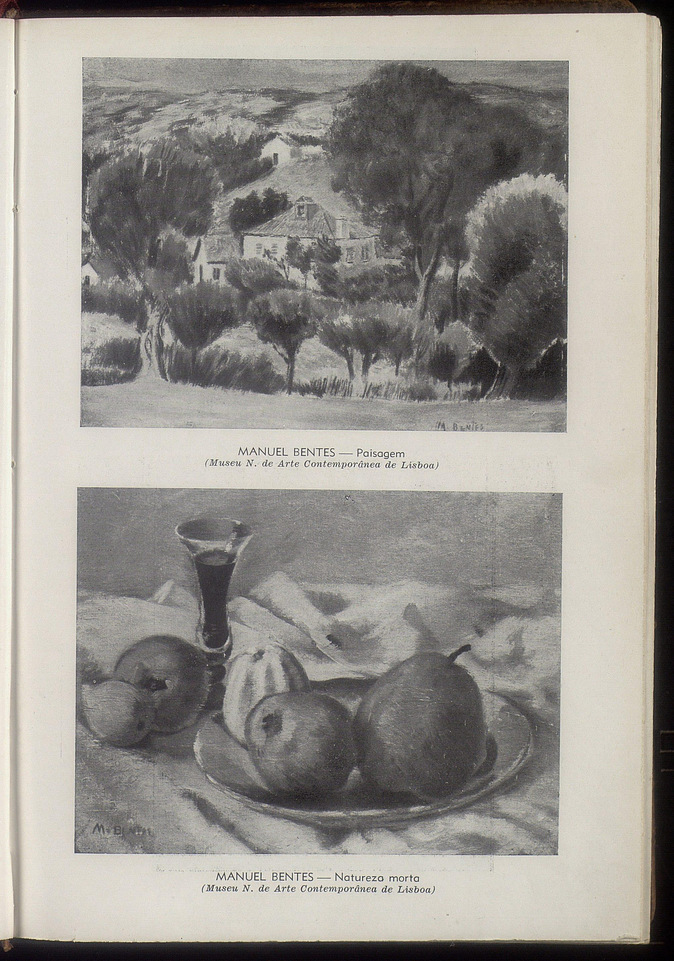 M. BENTES
MANUEL BENTES — Paisagem
(Museu N. de Arte Contemporânea de Lisboa)
M. BENTES
MANUEL BENTES — Natureza morta
(Museu N. de Arte Contemporânea de Lisboa)